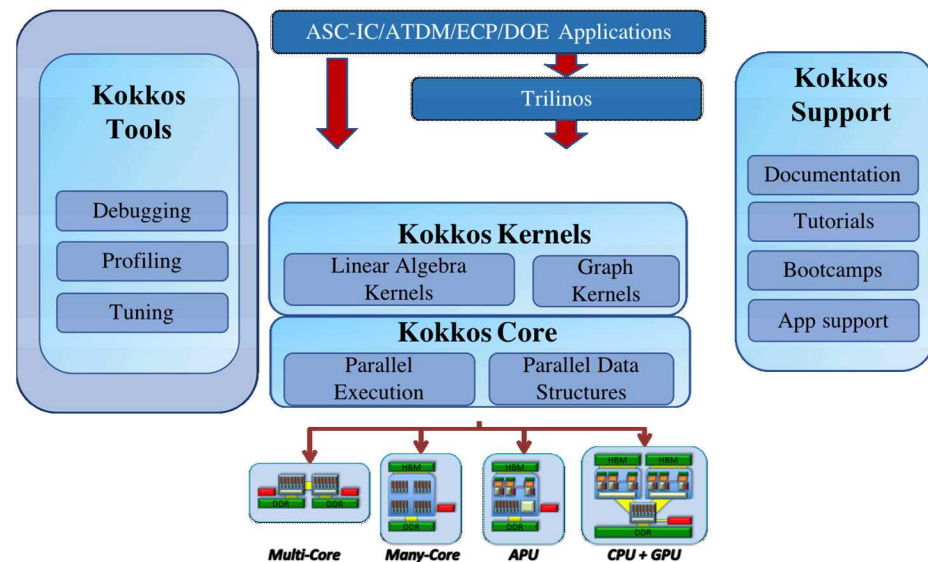 ASC-IC/ATDM/ECP/DOE Applications
Trilinos
Kokkos
Tools
Debugging
Profiling
Tuning
Kokkos Kernels
Linear Algebra
Kernels
Graph
Kernels
Kokkos Core
Parallel
Execution
Parallel Data
Structures
Kokkos
Support
Documentation
Tutorials
Bootcamps
App support
DDR
DDR
Multi-Core
HBM
DDR
Many-Core
HBM
DDR
APU
HBM
HBM
DDR
CPU + GPU